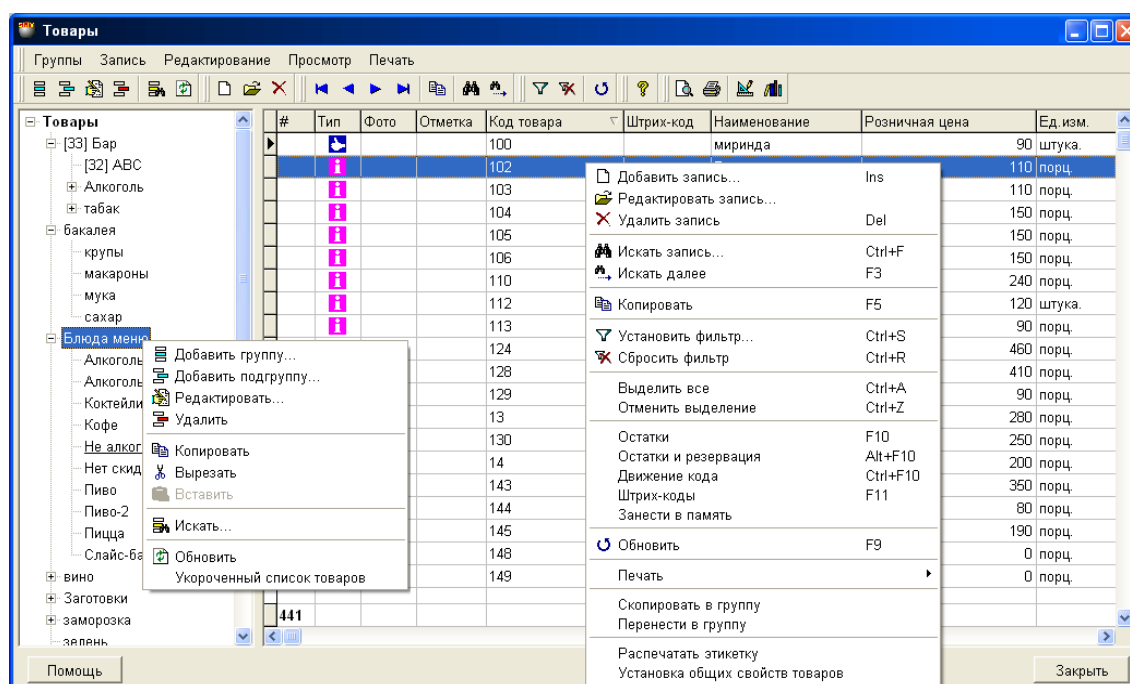 Товары
Группы Запись Редактирование Просмотр Печать
Товары
[33] Бар
[32] АВС
Алкоголь
табак
бакалея
крупы
макароны
мука
сахар
Блюда меню
Алкоголь
Алкоголь
Коктейли
Кофе
Не алког
Нет скид
Пиво
Пиво-2
Пицца
Слайс-ба
вино
Заготовки
заморозка
зелень
# Тип Фото Отметка Код товара Штрих-код Наименование Розничная цена Ед.изм.
100 миринда 90 штука.
102 110 порц.
103 110 порц.
104 150 порц.
105 150 порц.
106 150 порц.
110 240 порц.
112 120 штука.
113 90 порц.
124 460 порц.
128 410 порц.
129 90 порц.
13 280 порц.
130 250 порц.
14 200 порц.
143 350 порц.
144 80 порц.
145 190 порц.
148 0 порц.
149 0 порц.
441
Добавить группу...
Добавить подгруппу...
Редактировать...
Удалить
Копировать
Вырезать
Вставить
Искать...
Обновить
Укороченный список товаров
Добавить запись... Ins
Редактировать запись...
Удалить запись Del
Искать запись... Ctrl+F
Искать далее F3
Копировать F5
Установить фильтр... Ctrl+S
Сбросить фильтр Ctrl+R
Выделить все Ctrl+A
Отменить выделение Ctrl+Z
Остатки F10
Остатки и резервация Alt+F10
Движение кода Ctrl+F10
Штрих-коды F11
Занести в память
Обновить F9
Печать
Скопировать в группу
Перенести в группу
Распечатать этикетку
Установка общих свойств товаров
Помощь Закрыть